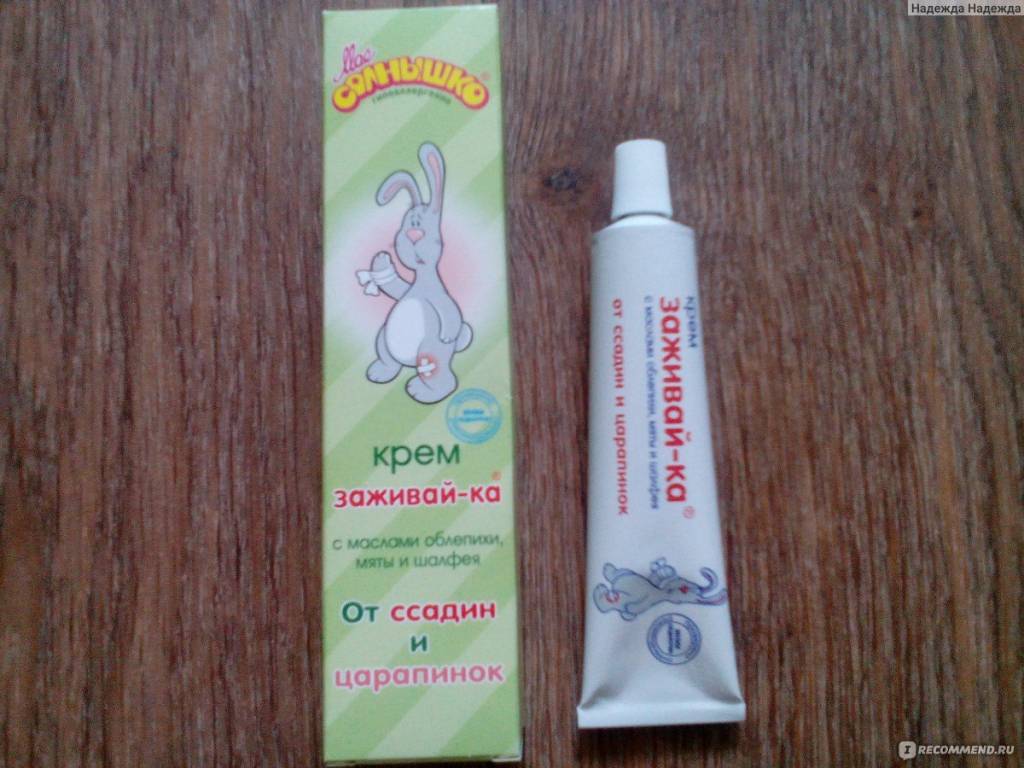 Надежда Надежда
Моё
СОЛНЫШКО®
гипоаллергенно
крем
заживай-ка®
с маслами облепихи,
мяты и шалфея
От ссадин
и
царапинок
крем
заживай-ка®
с маслами облепихи, мяты и шалфея
от ссадин и царапинок
IRECOMMEND.RU